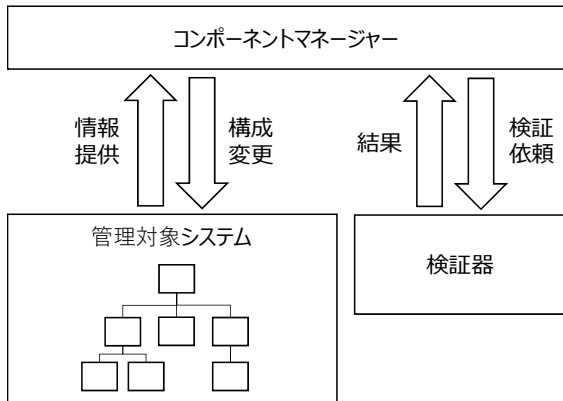 コンポーネントマネージャー
情報
提供
構成
変更
結果
検証
依頼
管理対象システム
検証器